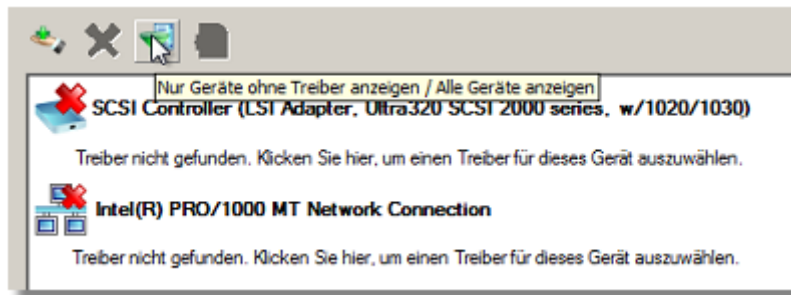 Nur Geräte ohne Treiber anzeigen / Alle Geräte anzeigen
SCSI Controller (LSI Adapter, Ultra320 SCSI 2000 series, w/1020/1030)
Treiber nicht gefunden. Klicken Sie hier, um einen Treiber für dieses Gerät auszuwählen.
Intel(R) PRO/1000 MT Network Connection
Treiber nicht gefunden. Klicken Sie hier, um einen Treiber für dieses Gerät auszuwählen.